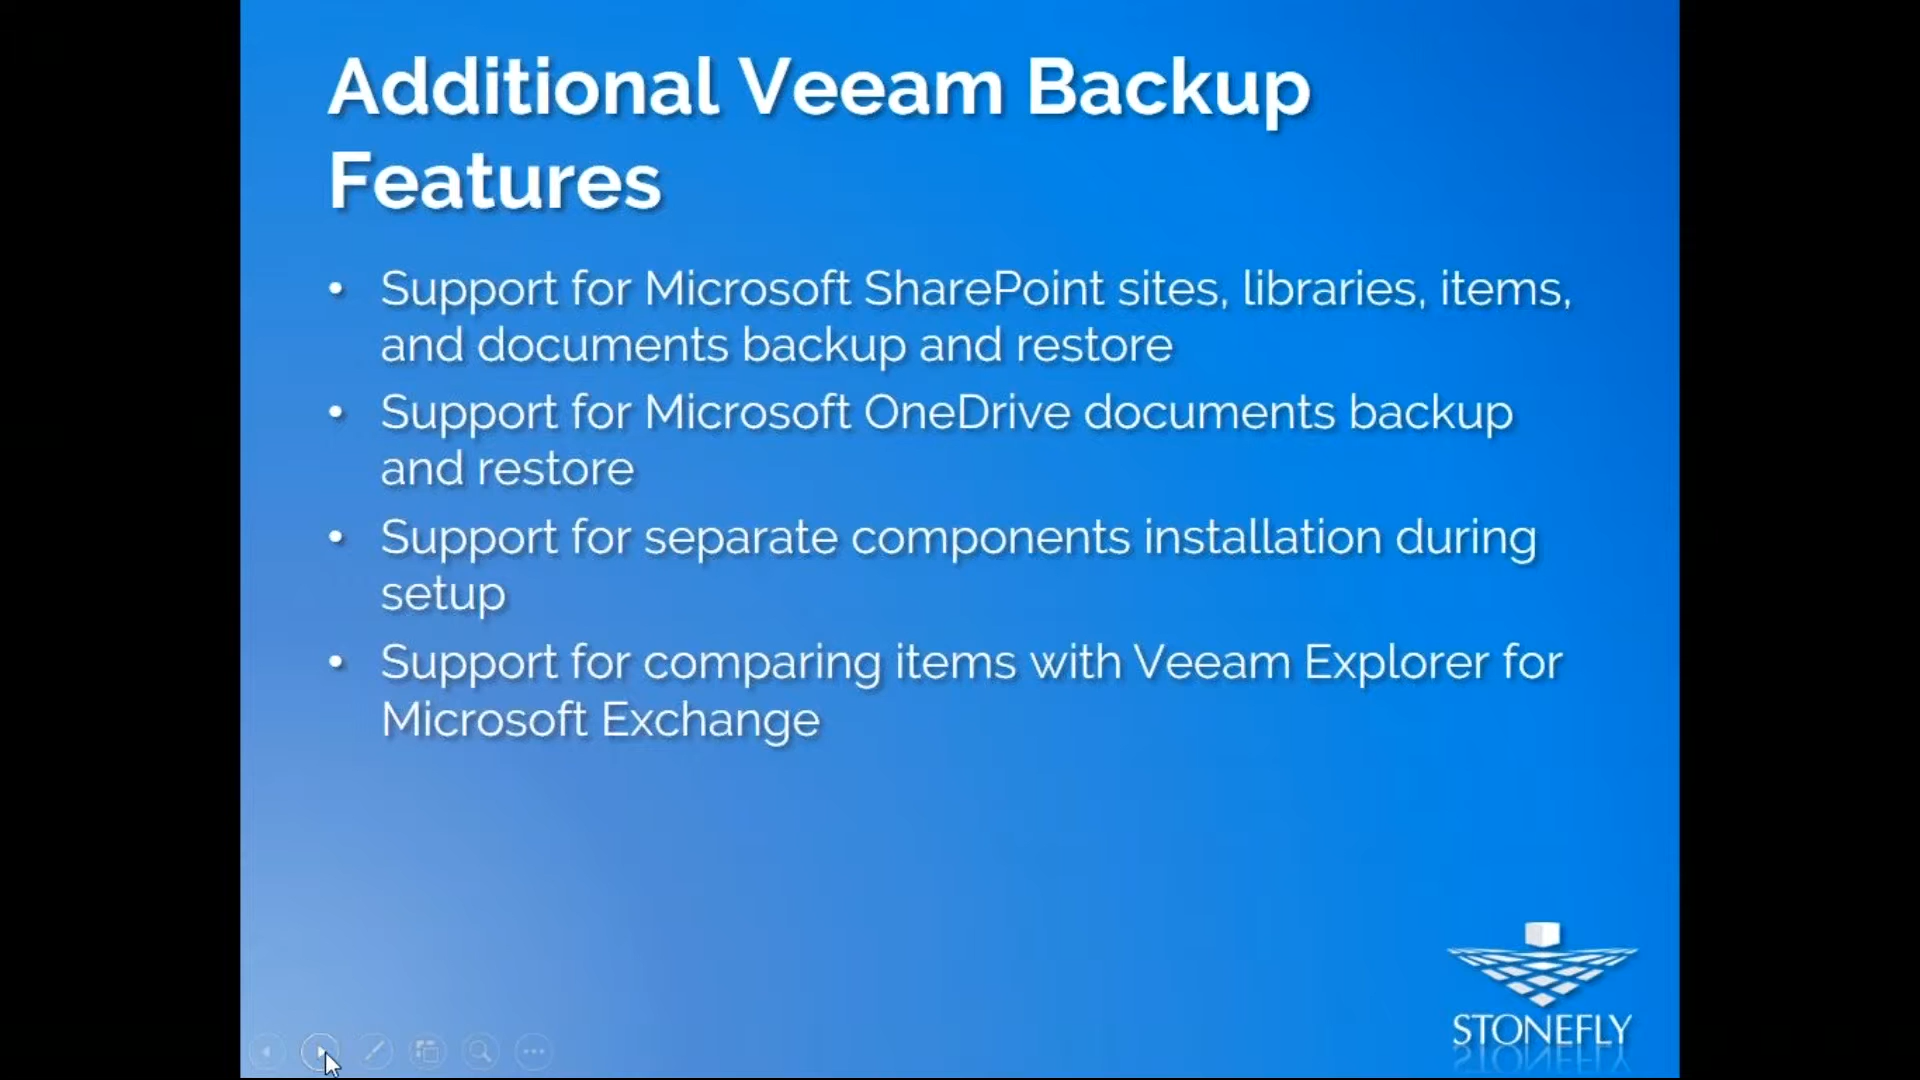 Additional Veeam Backup
Features
• Support for Microsoft SharePoint sites, libraries, items,
and documents backup and restore
• Support for Microsoft OneDrive documents backup
and restore
• Support for separate components installation during
setup
• Support for comparing items with Veeam Explorer for
Microsoft Exchange
STONEFLY